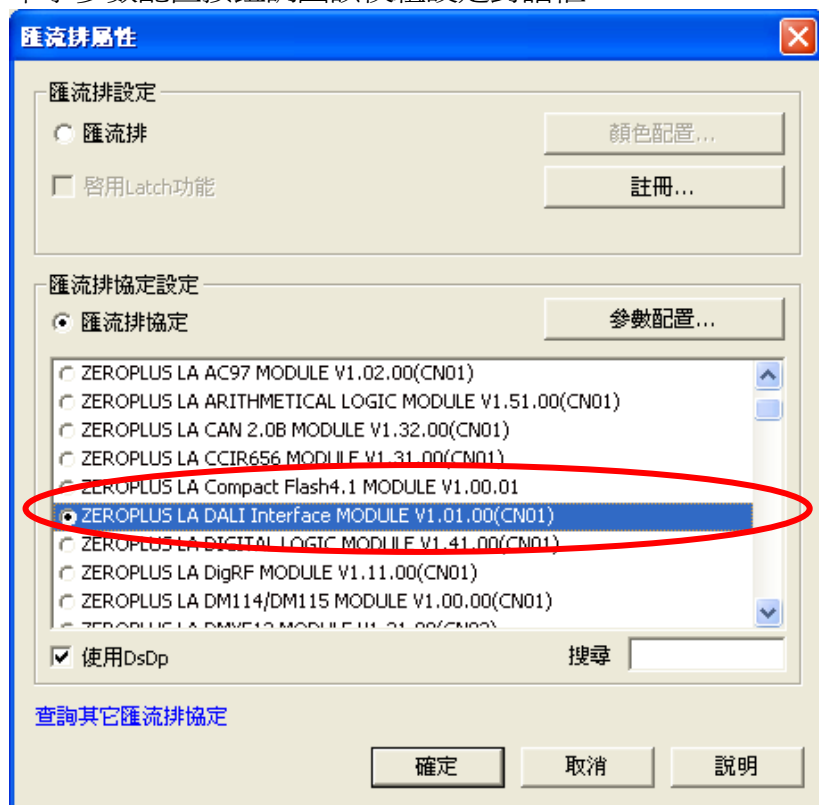 匯流排屬性
匯流排設定
匯流排
顏色配置...
啓用Latch功能
註冊...
匯流排協定設定
匯流排協定
參數配置...
ZEROPLUS LA AC97 MODULE V1.02.00(CN01)
ZEROPLUS LA ARITHMETICAL LOGIC MODULE V1.51.00(CN01)
ZEROPLUS LA CAN 2.0B MODULE V1.32.00(CN01)
ZEROPLUS LA CCIR656 MODULE V1.31.00(CN01)
ZEROPLUS LA Compact Flash4.1 MODULE V1.00.01
ZEROPLUS LA DALI Interface MODULE V1.01.00(CN01)
ZEROPLUS LA DIGITAL LOGIC MODULE V1.41.00(CN01)
ZEROPLUS LA DigRF MODULE V1.11.00(CN01)
ZEROPLUS LA DM114/DM115 MODULE V1.00.00(CN01)
使用DsDp
搜尋
查詢其它匯流排協定
確定
取消
說明